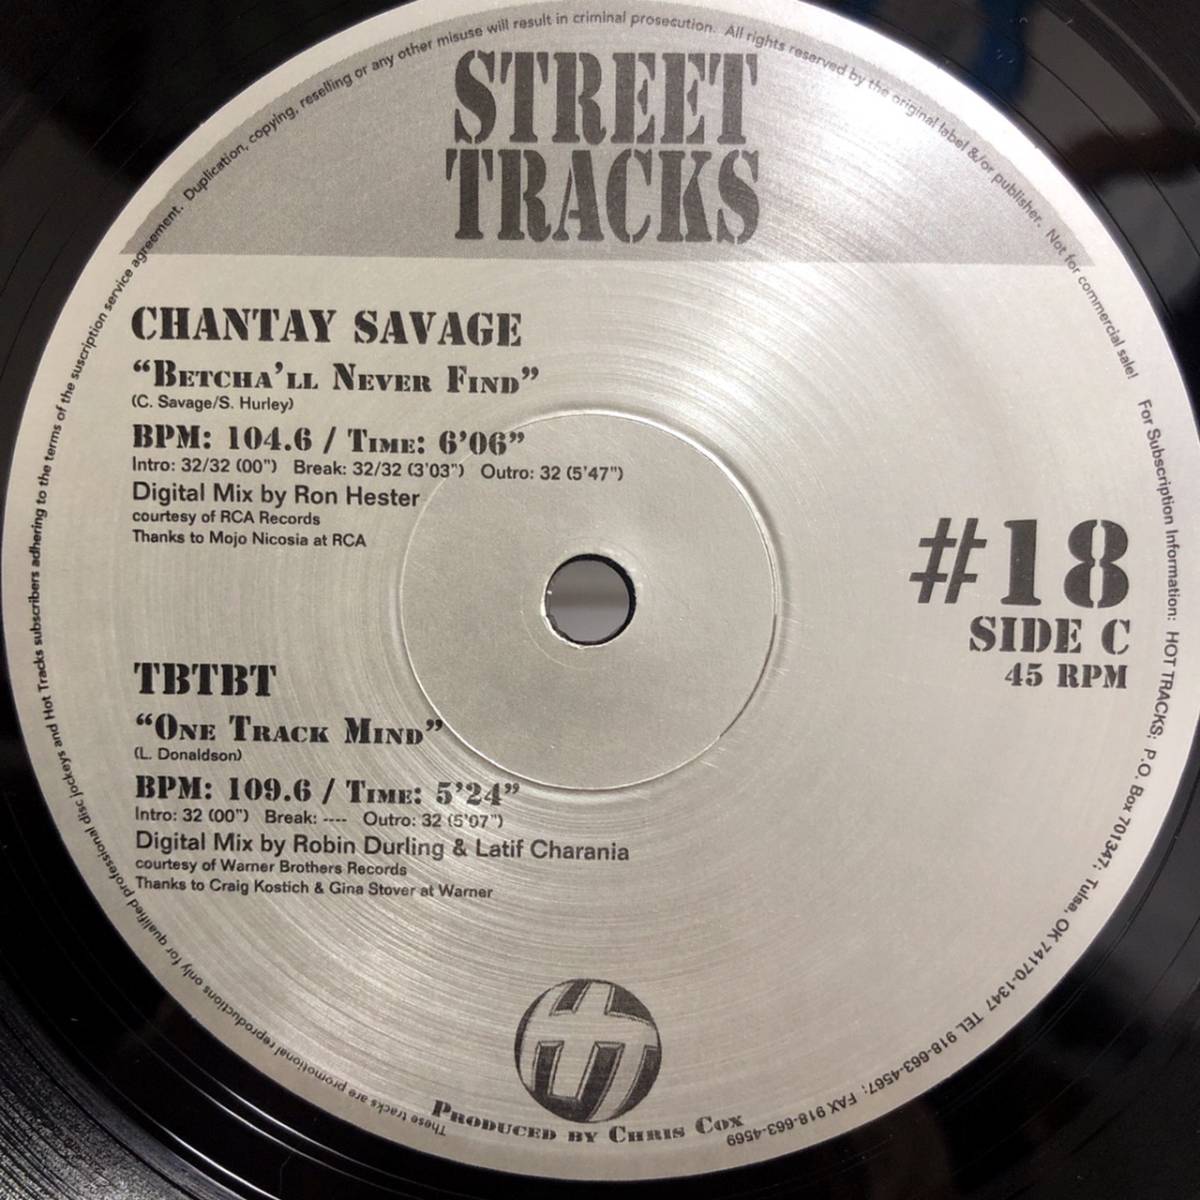 STREET
TRACKS
CHANTAY SAVAGE
“BETCHA’LL NEVER FIND”
(C. Savage/S. Hurley)
BPM: 104.6 / TIME: 6’06”
Intro: 32/32 (00") Break: 32/32 (3'03") Outro: 32 (5'47")
Digital Mix by Ron Hester
courtesy of RCA Records
Thanks to Mojo Nicosia at RCA
#18
SIDE C
45 RPM
TBTBT
“ONE TRACK MIND”
(L. Donaldson)
BPM: 109.6 / TIME: 5’24”
Intro: 32 (00") Break: ---- Outro: 32 (5'07")
Digital Mix by Robin Durling & Latif Charania
courtesy of Warner Brothers Records
Thanks to Craig Kostich & Gina Stover at Warner
PRODUCED BY CHRIS COX
These tracks are promotional reproductions only for qualified professional disc jockeys and Hot Tracks subscribers adhering to the terms of the suscription service agreement. Duplication, copying, reselling or any other misuse will result in criminal prosecution. All rights reserved by the original label &/or publisher. Not for commercial sale! For Subscription Information: HOT TRACKS; P.O. Box 701347; Tulsa, OK 74170-1347 TEL 918-663-4567; FAX 918-663-4569